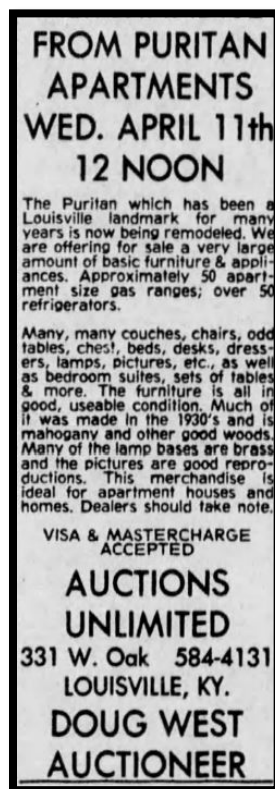 FROM PURITAN
APARTMENTS
WED. APRIL 11th
12 NOON
The Puritan which has been a
Louisville landmark for many
years is now being remodeled. We
are offering for sale a very large
amount of basic furniture & appli-
ances. Approximately 50 apart-
ment size gas ranges; over 50
refrigerators.
Many, many couches, chairs, odd
tables, chest, beds, desks, dress-
ers, lamps, pictures, etc., as well
as bedroom suites, sets of tables
& more. The furniture is all in
good, useable condition. Much of
it was made in the 1930's and is
mahogany and other good woods.
Many of the lamp bases are brass
and the pictures are good repro-
ductions. This merchandise is
ideal for apartment houses and
homes. Dealers should take note.
VISA & MASTERCHARGE
ACCEPTED
AUCTIONS
UNLIMITED
331 W. Oak 584-4131
LOUISVILLE, KY.
DOUG WEST
AUCTIONEER